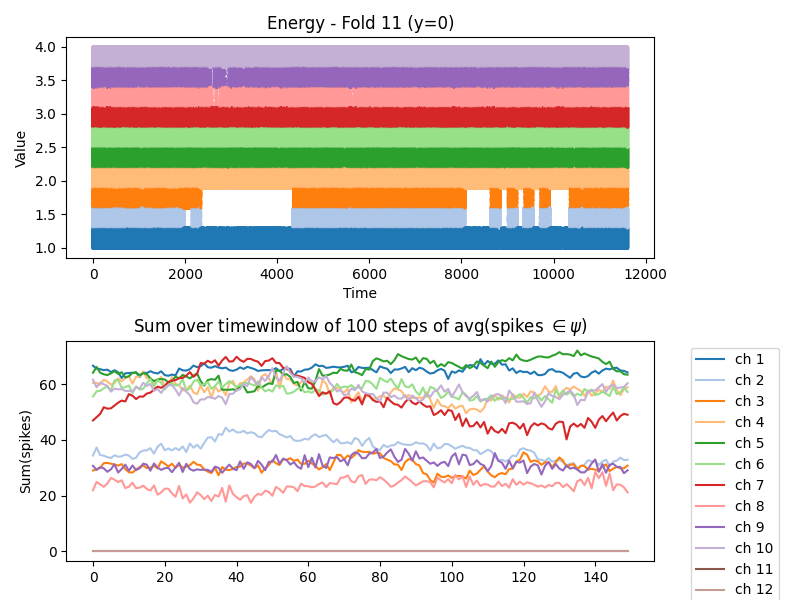 Energy - Fold 11 (y=0)
4.0
3.5
3.0
2.5
2.0
1.5
1.0
Value
0 2000 4000 6000 8000 10000 12000
Time
Sum over timewindow of 100 steps of avg(spikes ∈ ψ)
60
40
20
0
Sum(spikes)
0 20 40 60 80 100 120 140
ch 1
ch 2
ch 3
ch 4
ch 5
ch 6
ch 7
ch 8
ch 9
ch 10
ch 11
ch 12